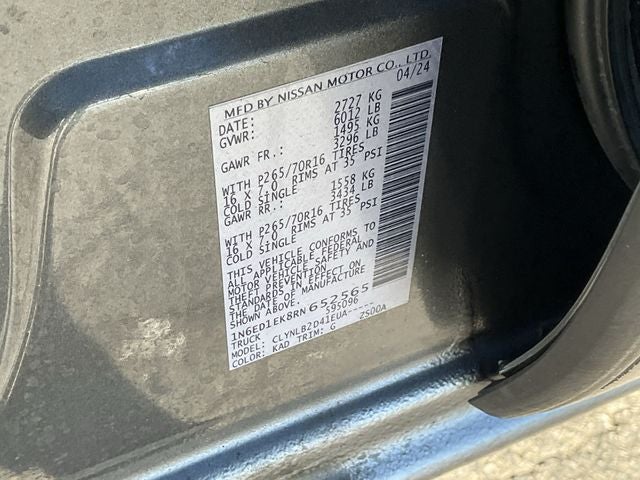 MFD BY NISSAN MOTOR CO., LTD.
DATE: 04/24
GVWR: 2727 KG
6012 LB
GAWR FR.: 1495 KG
3296 LB
WITH P265/70R16 TIRES
16 X 7.0 RIMS AT 35 PSI
COLD SINGLE
GAWR RR.: 1558 KG
3434 LB
WITH P265/70R16 TIRES
16 X 7.0 RIMS AT 35 PSI
COLD SINGLE
THIS VEHICLE CONFORMS TO
ALL APPLICABLE FEDERAL
MOTOR VEHICLE SAFETY AND
THEFT PREVENTION
STANDARDS IN EFFECT ON
THE DATE OF MANUFACTURE
SHOWN ABOVE.
1N6ED1EK8RN652565
TRUCK 595096
MODEL: CLYNLB2D41EUA-----
COLOR: KAD TRIM: G ZS00A